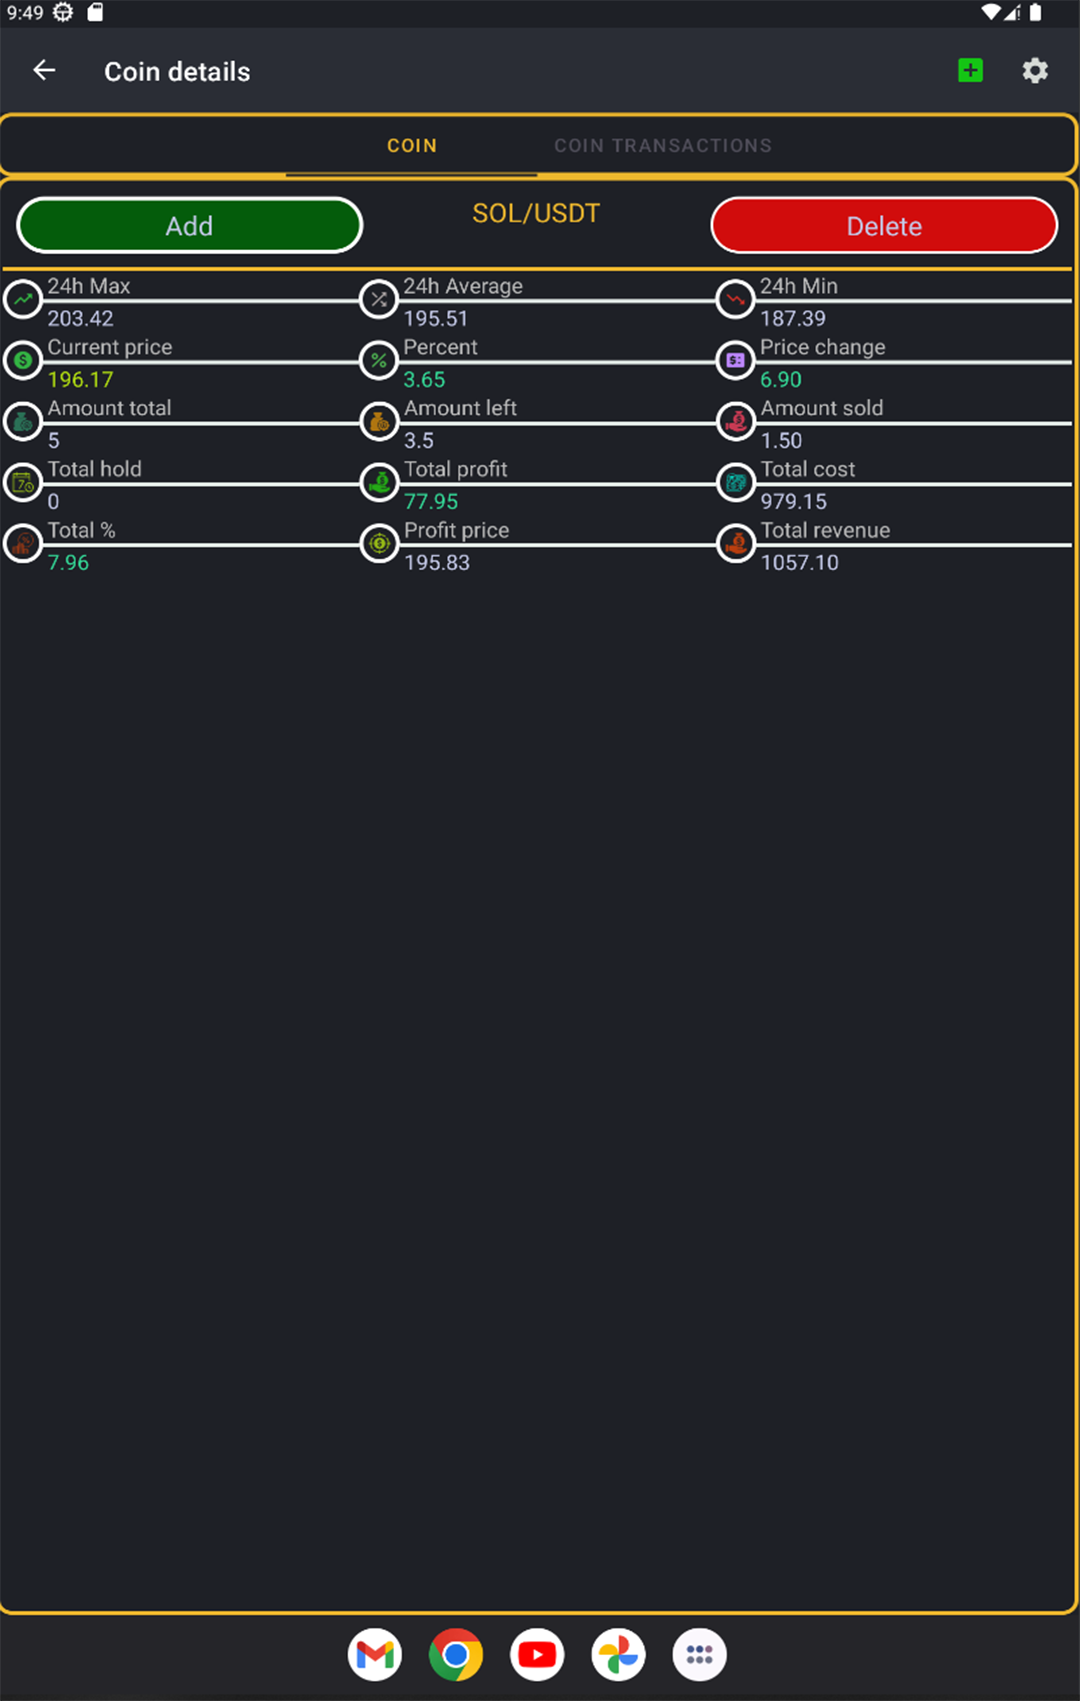 9:49
Coin details
COIN COIN TRANSACTIONS
Add SOL/USDT Delete
24h Max 24h Average 24h Min
203.42 195.51 187.39
Current price Percent Price change
196.17 3.65 6.90
Amount total Amount left Amount sold
5 3.5 1.50
Total hold Total profit Total cost
0 77.95 979.15
Total % Profit price Total revenue
7.96 195.83 1057.10